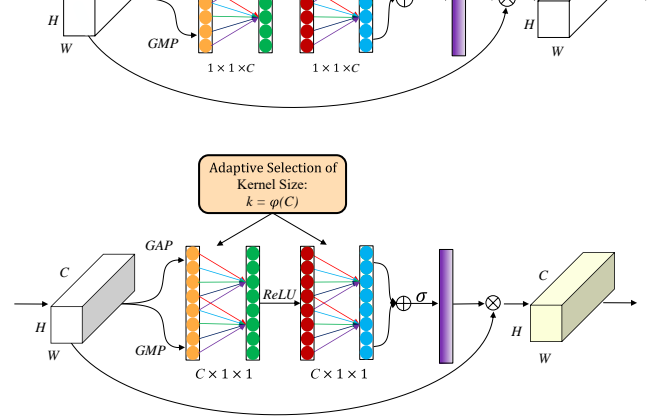 H
W
GMP
1 × 1 × C
1 × 1 × C
H
W
Adaptive Selection of
Kernel Size:
k = φ(C)
GAP
C
C
ReLU
σ
H
H
W
GMP
W
C × 1 × 1
C × 1 × 1